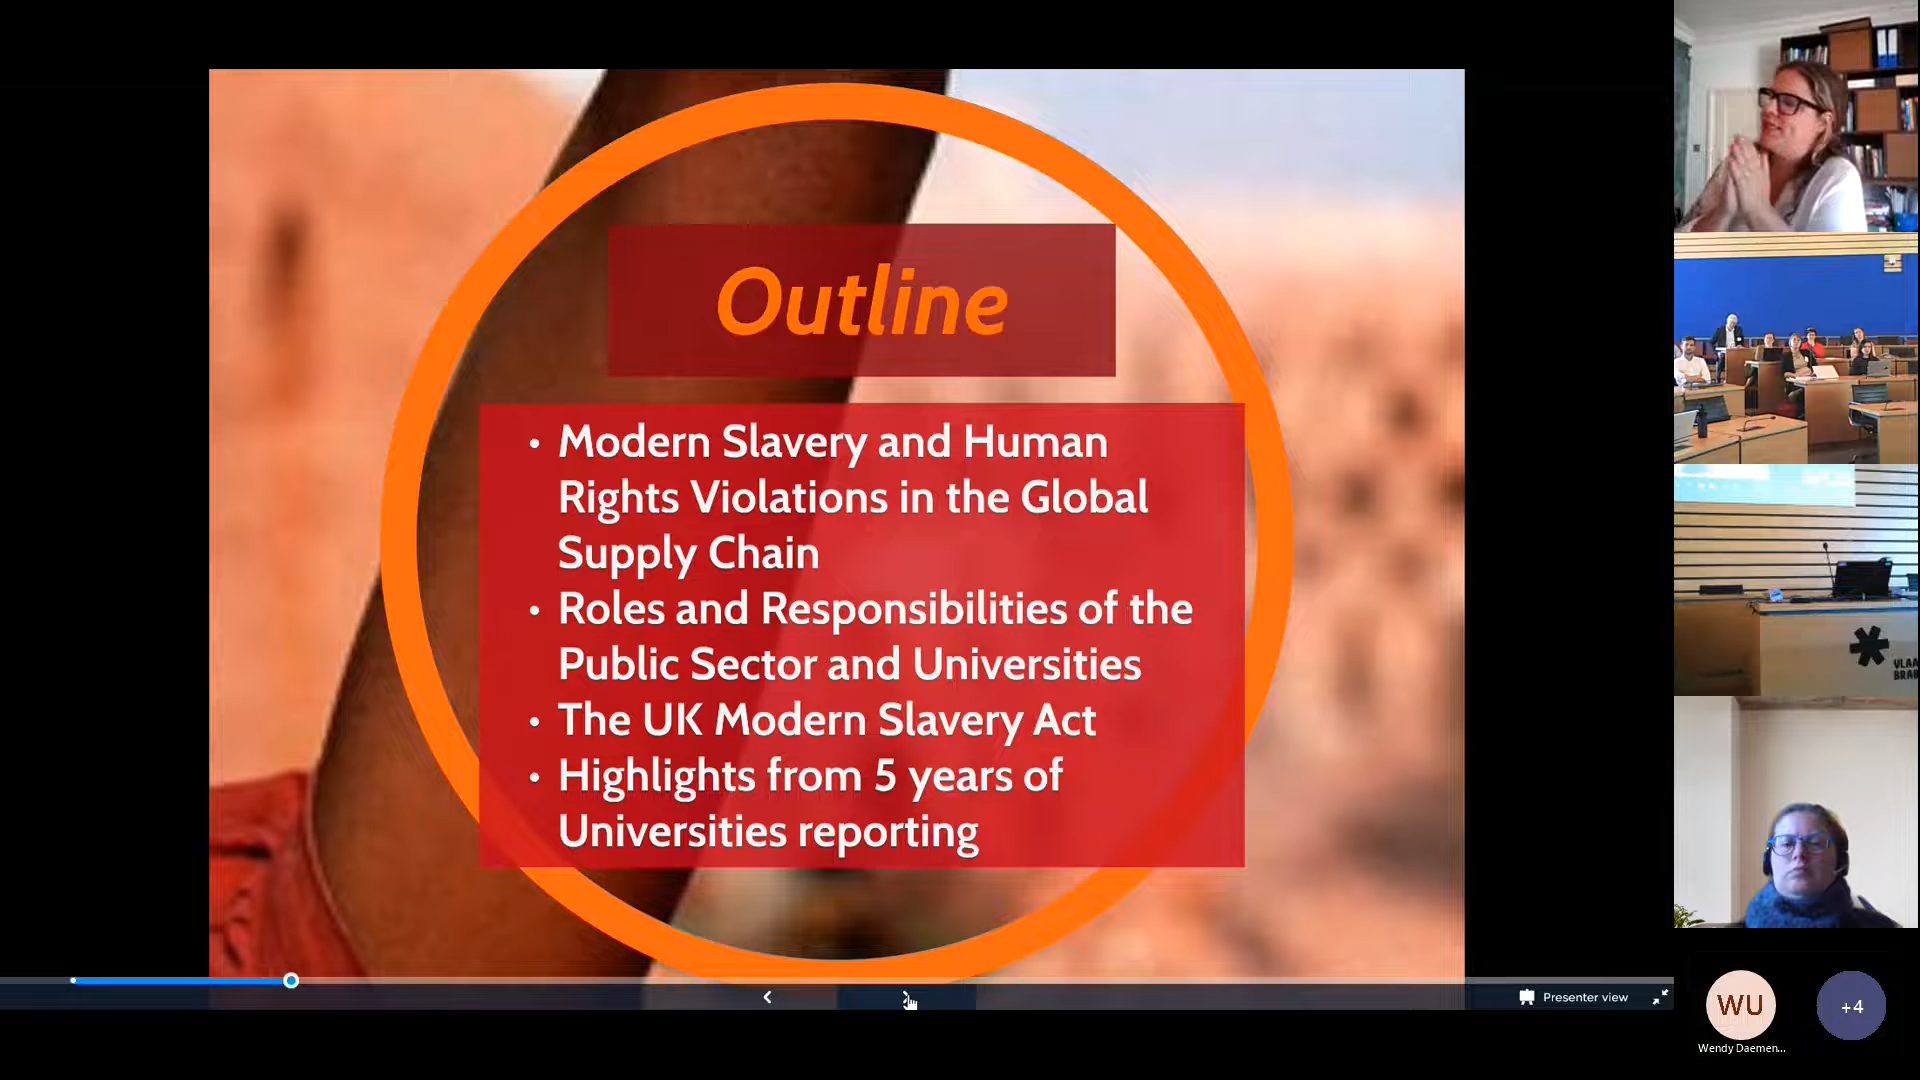 Outline
• Modern Slavery and Human
Rights Violations in the Global
Supply Chain
• Roles and Responsibilities of the
Public Sector and Universities
• The UK Modern Slavery Act
• Highlights from 5 years of
Universities reporting
Presenter view
VLAA
BRAB
WU
+4
Wendy Daemen...